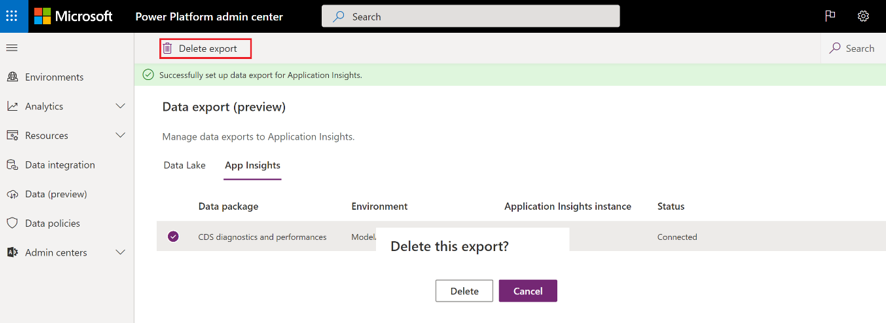 Microsoft Power Platform admin center Search
Delete export Search
Successfully set up data export for Application Insights.
Environments
Analytics
Resources
Data integration
Data (preview)
Data policies
Admin centers
Data export (preview)
Manage data exports to Application Insights.
Data Lake App Insights
Data package Environment Application Insights instance Status
CDS diagnostics and performances Connected
Delete this export?
Delete Cancel